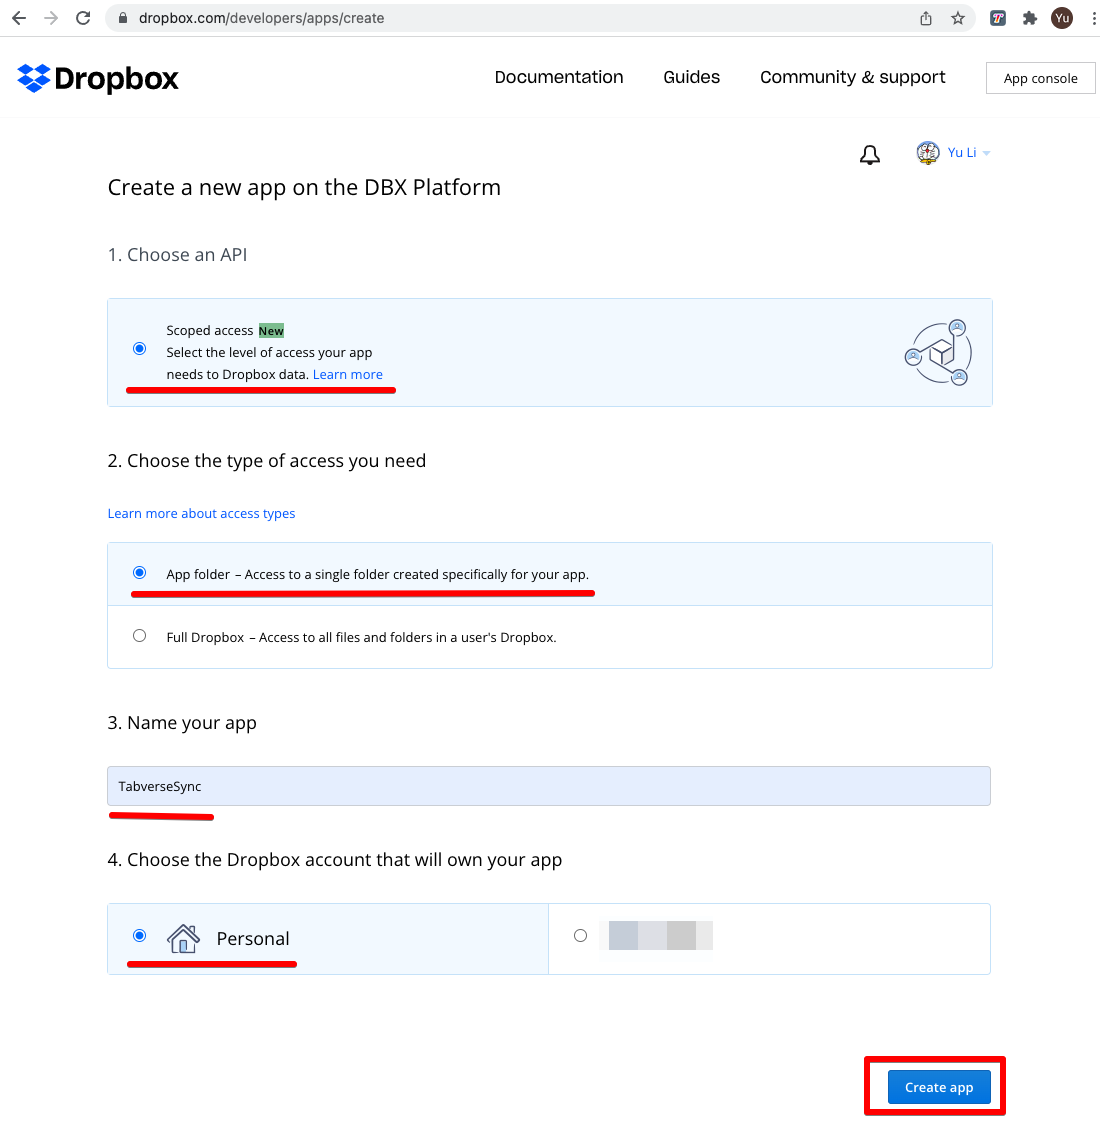 dropbox.com/developers/apps/create
Yu
Dropbox
Documentation
Guides
Community & support
App console
Yu Li
Create a new app on the DBX Platform
1. Choose an API
Scoped access New
Select the level of access your app
needs to Dropbox data. Learn more
2. Choose the type of access you need
Learn more about access types
App folder – Access to a single folder created specifically for your app.
Full Dropbox – Access to all files and folders in a user's Dropbox.
3. Name your app
TabverseSync
4. Choose the Dropbox account that will own your app
Personal
Create app